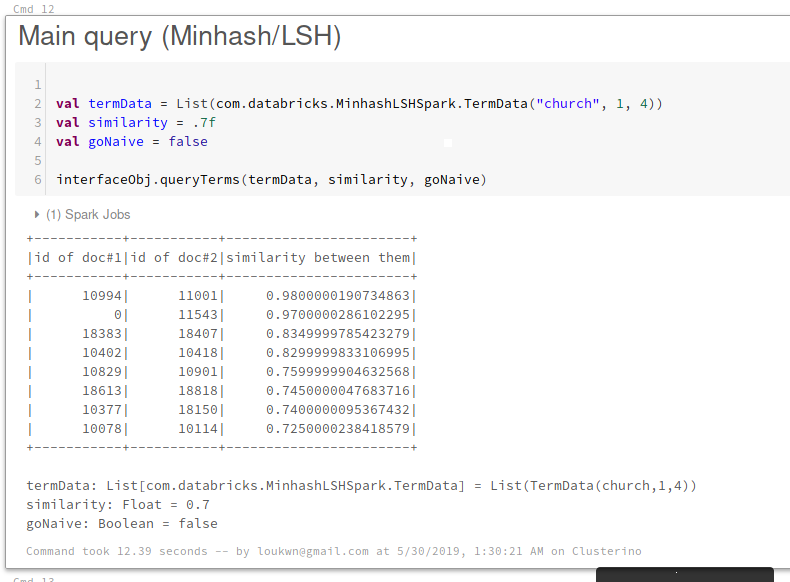 Cmd 12
Main query (Minhash/LSH)
1
2 val termData = List(com.databricks.MinhashLSHSpark.TermData("church", 1, 4))
3 val similarity = .7f
4 val goNaive = false
5
6 interfaceObj.queryTerms(termData, similarity, goNaive)
(1) Spark Jobs
+-----------+-----------+-----------------------+
|id of doc#1|id of doc#2|similarity between them|
+-----------+-----------+-----------------------+
|      10994|      11001|     0.9800000190734863|
|          0|      11543|     0.9700000286102295|
|      18383|      18407|     0.8349999785423279|
|      10402|      10418|     0.8299999833106995|
|      10829|      10901|     0.7599999904632568|
|      18613|      18818|     0.7450000047683716|
|      10377|      18150|     0.7400000095367432|
|      10078|      10114|     0.7250000238418579|
+-----------+-----------+-----------------------+
termData: List[com.databricks.MinhashLSHSpark.TermData] = List(TermData(church,1,4))
similarity: Float = 0.7
goNaive: Boolean = false
Command took 12.39 seconds -- by loukwn@gmail.com at 5/30/2019, 1:30:21 AM on Clusterino
Cmd 13